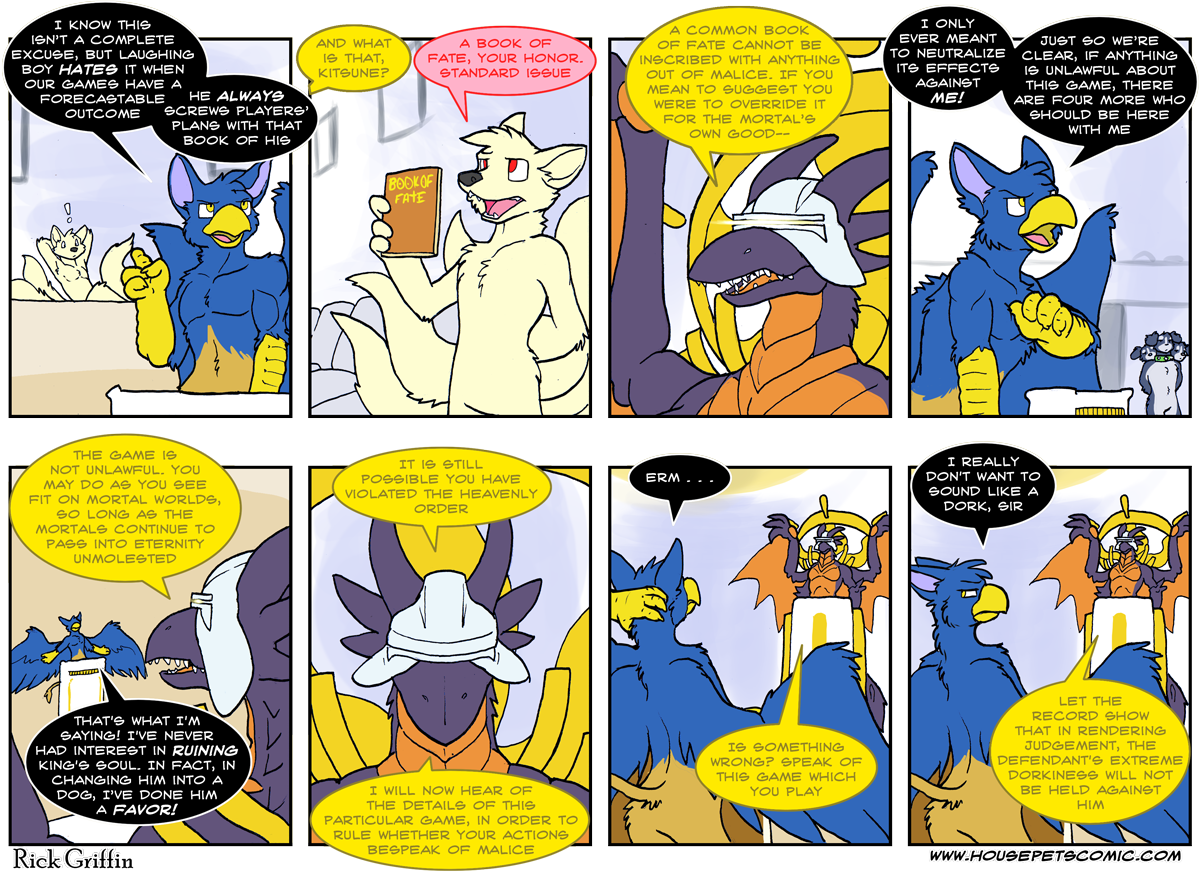 I KNOW THIS
ISN'T A COMPLETE
EXCUSE, BUT LAUGHING
BOY HATES IT WHEN
OUR GAMES HAVE A
FORECASTABLE
OUTCOME
HE ALWAYS
SCREWS PLAYERS'
PLANS WITH THAT
BOOK OF HIS
!
AND WHAT
IS THAT,
KITSUNE?
A BOOK OF
FATE, YOUR HONOR.
STANDARD ISSUE
BOOK OF
FATE
A COMMON BOOK
OF FATE CANNOT BE
INSCRIBED WITH ANYTHING
OUT OF MALICE. IF YOU
MEAN TO SUGGEST YOU
WERE TO OVERRIDE IT
FOR THE MORTAL'S
OWN GOOD--
I ONLY
EVER MEANT
TO NEUTRALIZE
ITS EFFECTS
AGAINST
ME!
JUST SO WE'RE
CLEAR, IF ANYTHING
IS UNLAWFUL ABOUT
THIS GAME, THERE
ARE FOUR MORE WHO
SHOULD BE HERE
WITH ME
THE GAME IS
NOT UNLAWFUL. YOU
MAY DO AS YOU SEE
FIT ON MORTAL WORLDS,
SO LONG AS THE
MORTALS CONTINUE TO
PASS INTO ETERNITY
UNMOLESTED
THAT'S WHAT I'M
SAYING! I'VE NEVER
HAD INTEREST IN RUINING
KING'S SOUL. IN FACT, IN
CHANGING HIM INTO A
DOG, I'VE DONE HIM
A FAVOR!
IT IS STILL
POSSIBLE YOU HAVE
VIOLATED THE HEAVENLY
ORDER
I WILL NOW HEAR OF
THE DETAILS OF THIS
PARTICULAR GAME, IN ORDER TO
RULE WHETHER YOUR ACTIONS
BESPEAK OF MALICE
ERM . . .
IS SOMETHING
WRONG? SPEAK OF
THIS GAME WHICH
YOU PLAY
I REALLY
DON'T WANT TO
SOUND LIKE A
DORK, SIR
LET THE
RECORD SHOW
THAT IN RENDERING
JUDGEMENT, THE
DEFENDANT'S EXTREME
DORKINESS WILL NOT
BE HELD AGAINST
HIM
Rick Griffin
WWW.HOUSEPETSCOMIC.COM